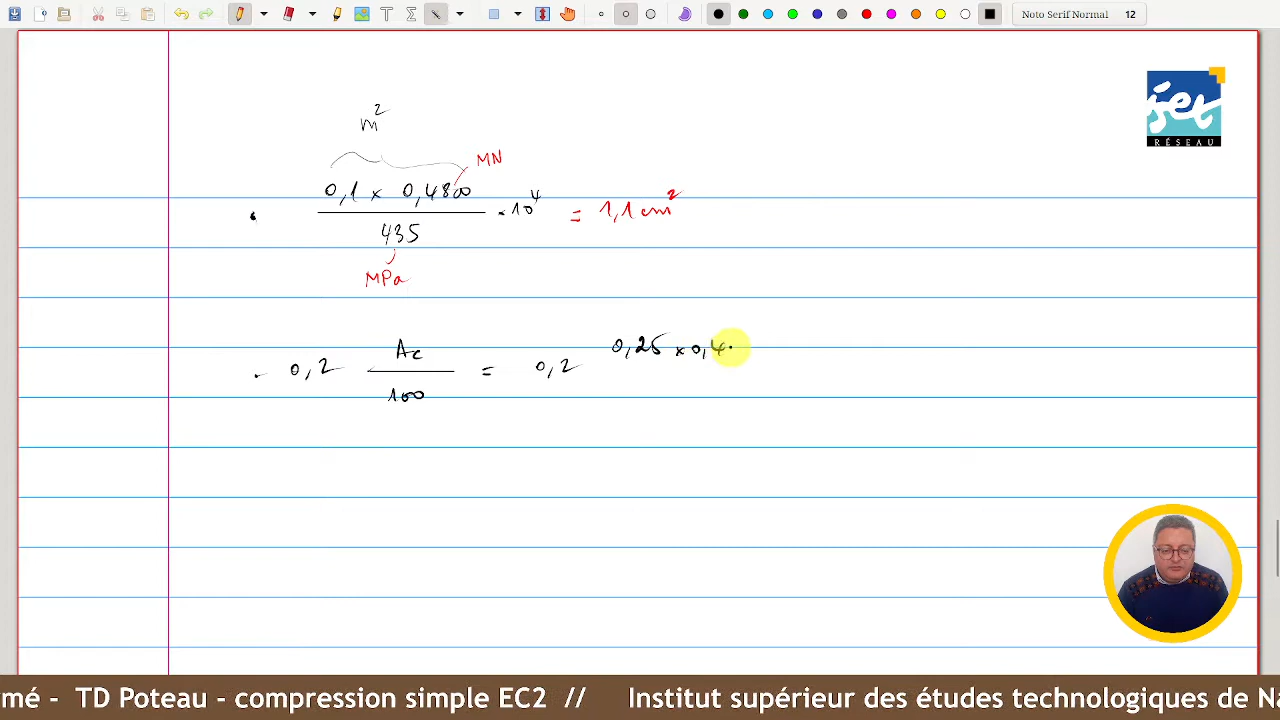 Noto Serif Normal 12
iset
RÉSEAU
m²
MN
0,1 x 0,4800
. ─────── . 10⁴ = 1,1 cm²
435
MPa
Ac 0,25 x 0,4
. 0,2 ─── = 0,2
100
rmé - TD Poteau - compression simple EC2 // Institut supérieur des études technologiques de Na